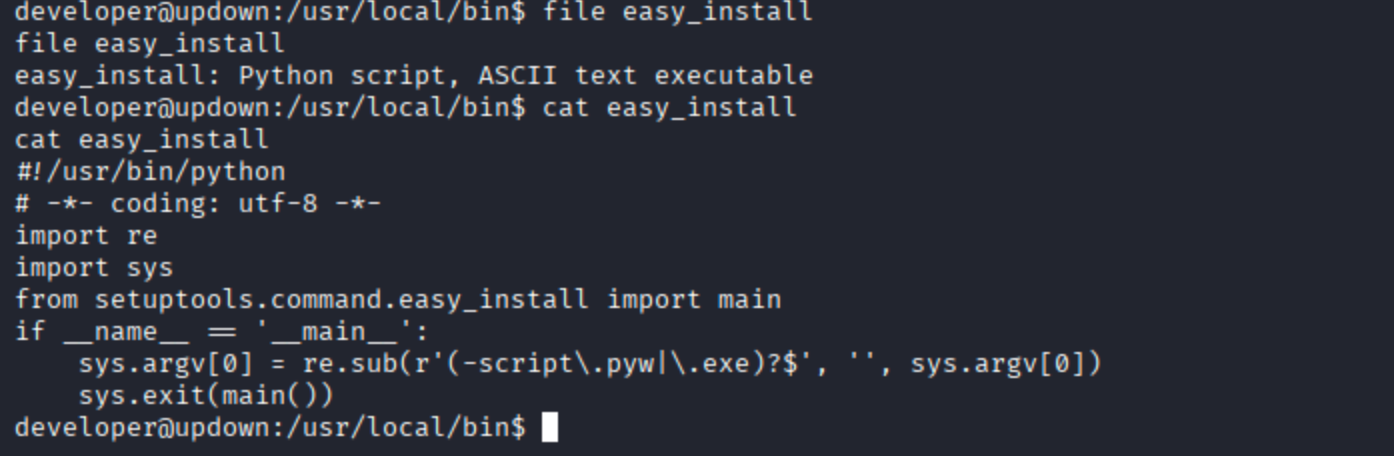 developer@updown:/usr/local/bin$ file easy_install
file easy_install
easy_install: Python script, ASCII text executable
developer@updown:/usr/local/bin$ cat easy_install
cat easy_install
#!/usr/bin/python
# -*- coding: utf-8 -*-
import re
import sys
from setuptools.command.easy_install import main
if __name__ == '__main__':
    sys.argv[0] = re.sub(r'(-script\.pyw|\.exe)?$', '', sys.argv[0])
    sys.exit(main())
developer@updown:/usr/local/bin$